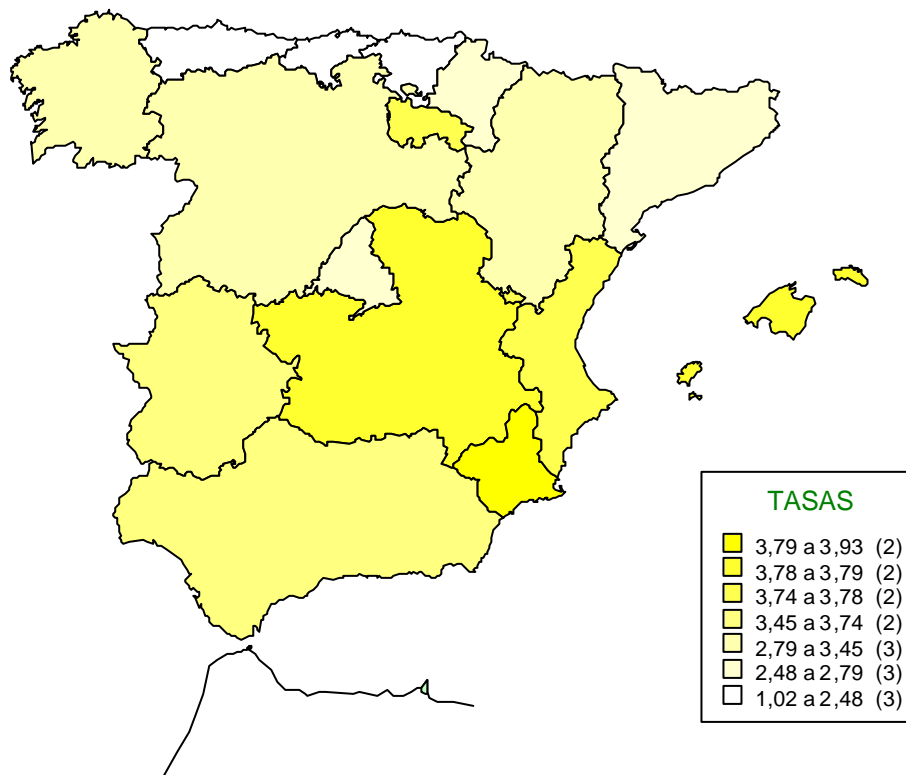 TASAS
3,79 a 3,93 (2)
3,78 a 3,79 (2)
3,74 a 3,78 (2)
3,45 a 3,74 (2)
2,79 a 3,45 (3)
2,48 a 2,79 (3)
1,02 a 2,48 (3)